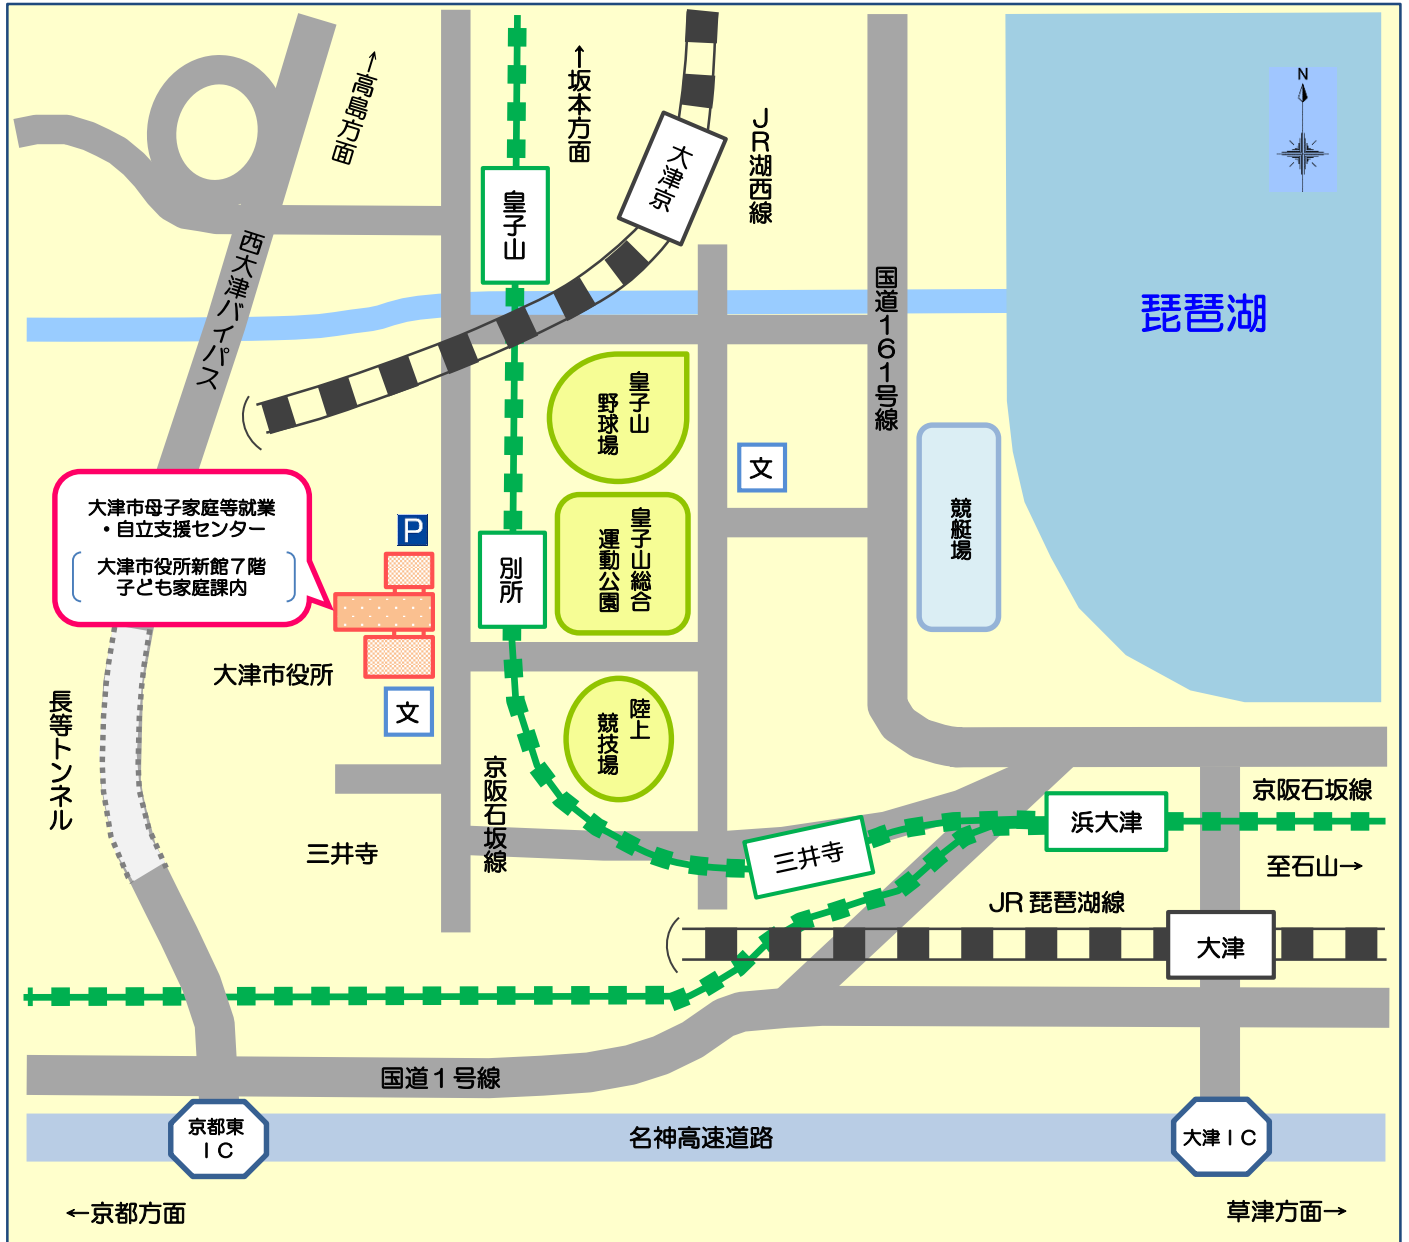 →高島方面
↑坂本方面
N
大津京
JR湖西線
皇子山
西大津バイパス
国道161号線
琵琶湖
皇子山
野球場
文
大津市母子家庭等就業
・自立支援センター
大津市役所新館7階
子ども家庭課内
P
別所
皇子山総合
運動公園
競艇場
大津市役所
文
長等トンネル
陸上
競技場
京阪石坂線
三井寺
三井寺
浜大津
京阪石坂線
至石山→
JR琵琶湖線
大津
国道1号線
京都東
IC
名神高速道路
大津IC
←京都方面
草津方面→